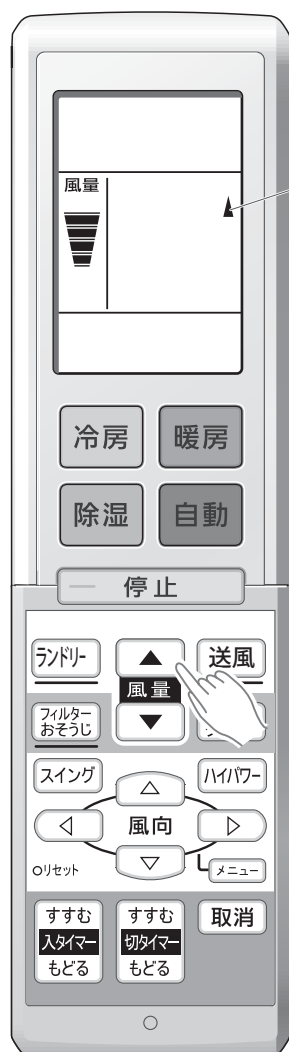 風量
冷房
暖房
除湿
自動
停止
ランドリー
▲
送風
風量
フィルター
おそうじ
▼
スイング
△
ハイパワー
◁
風向
▷
○リセット
▽
メニュー
すすむ
入タイマー
もどる
すすむ
切タイマー
もどる
取消